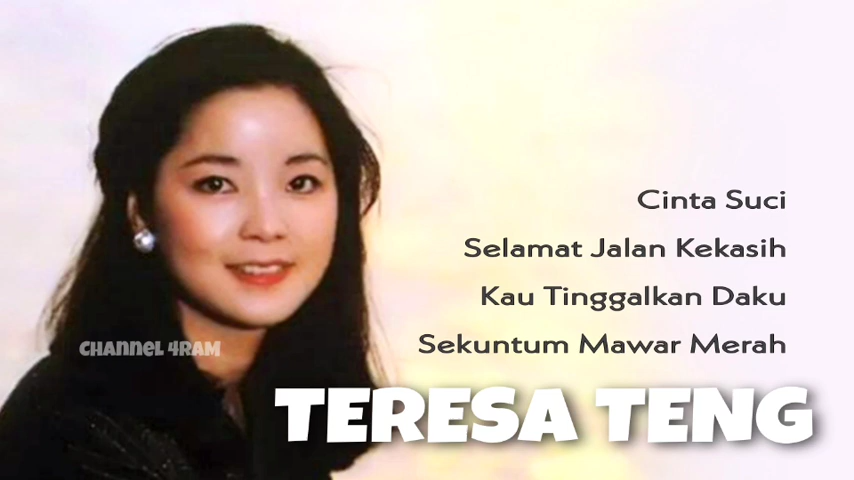 Cinta Suci
Selamat Jalan Kekasih
Kau Tinggalkan Daku
Sekuntum Mawar Merah
CHANNEL 4RAM
TERESA TENG